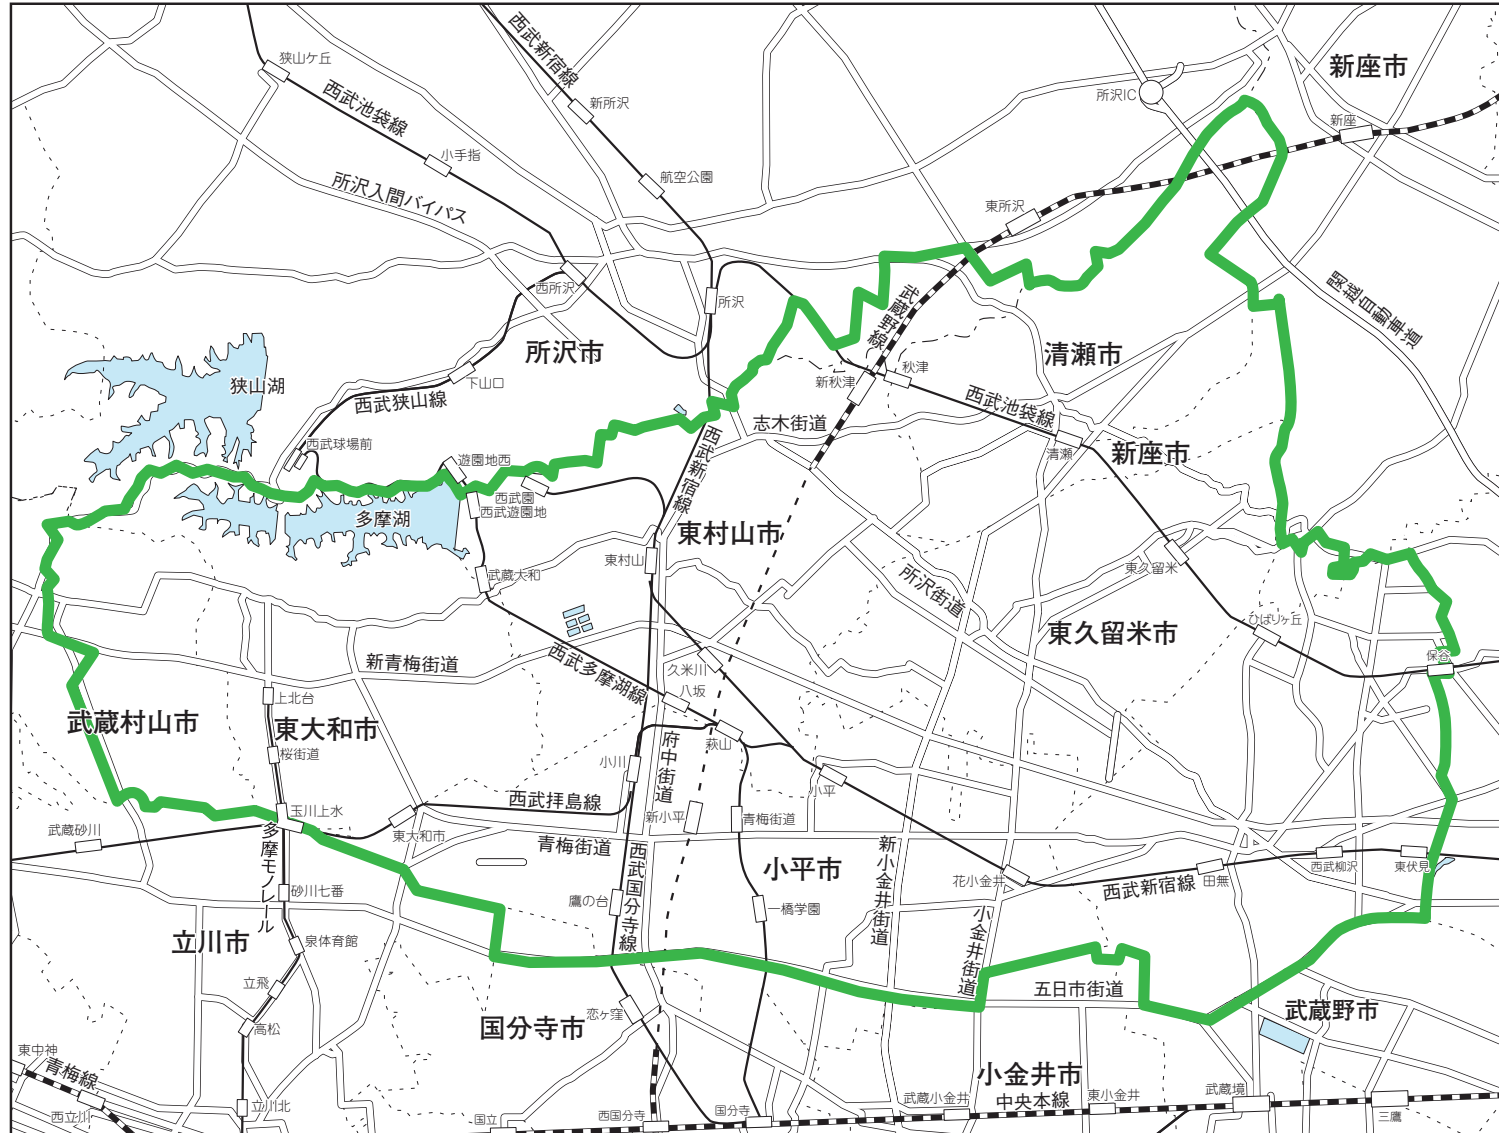 西武新宿線
新座市
狭山ケ丘
西武池袋線
新所沢
所沢IC
新座
小手指
航空公園
所沢入間バイパス
東所沢
西所沢
所沢
武蔵野線
関越自動車道
所沢市
清瀬市
狭山湖
下山口
新秋津
秋津
西武狭山線
西武池袋線
志木街道
西武球場前
遊園地西
西武新宿線
清瀬
新座市
西武園
西武遊園地
多摩湖
東村山市
東村山
武蔵大和
所沢街道
東久留米
東久留米市
ひばりヶ丘
新青梅街道
西武多摩湖線
久米川
保谷
八坂
上北台
武蔵村山市
東大和市
萩山
府中街道
桜街道
小川
小平
西武拝島線
玉川上水
新小平
青梅街道
武蔵砂川
東大和市
多摩モノレール
青梅街道
西武国分寺線
小平市
新小金井街道
西武柳沢
東伏見
花小金井
西武新宿線
田無
砂川七番
鷹の台
一橋学園
小金井街道
立川市
泉体育館
立飛
五日市街道
国分寺市
恋ヶ窪
武蔵野市
高松
東中神
青梅線
小金井市
中央本線
武蔵小金井
東小金井
武蔵境
西立川
立川北
国立
西国分寺
国分寺
三鷹